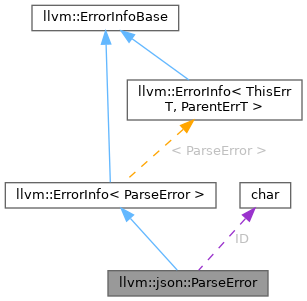 llvm::ErrorInfoBase
llvm::ErrorInfo< ThisErr
T, ParentErrT >
< ParseError >
llvm::ErrorInfo< ParseError >
char
ID
llvm::json::ParseError